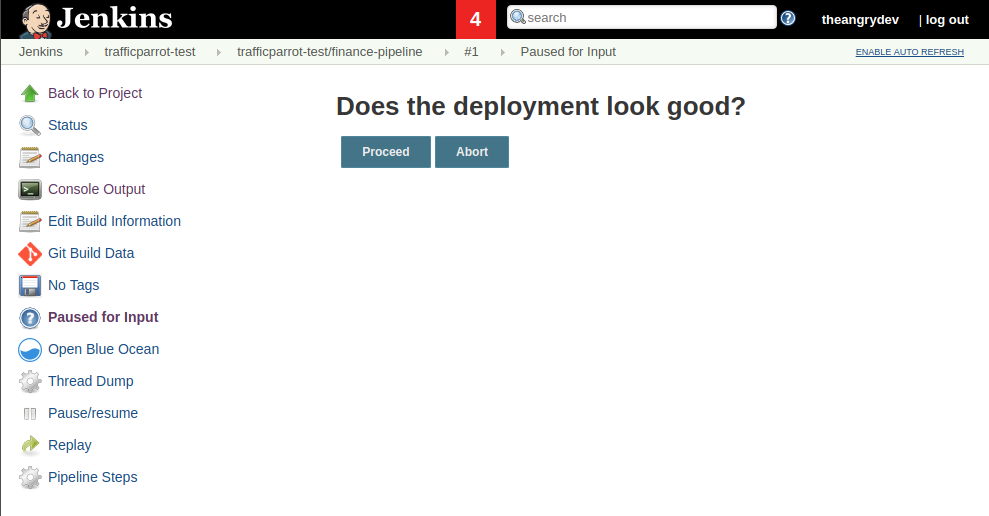 Jenkins
4
search
theangrydev
| log out
Jenkins
trafficparrot-test
trafficparrot-test/finance-pipeline
#1
Paused for Input
ENABLE AUTO REFRESH
Back to Project
Status
Changes
Console Output
Edit Build Information
Git Build Data
No Tags
Paused for Input
Open Blue Ocean
Thread Dump
Pause/resume
Replay
Pipeline Steps
Does the deployment look good?
Proceed
Abort